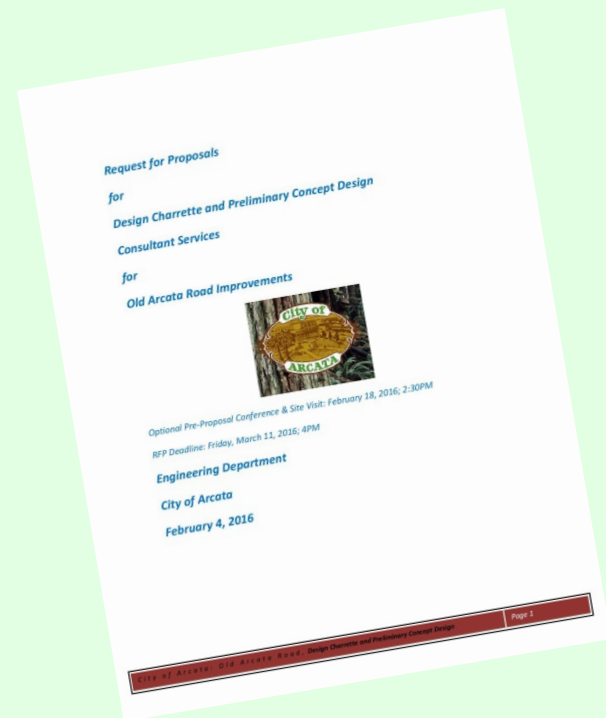 Request for Proposals
for
Design Charrette and Preliminary Concept Design
Consultant Services
for
Old Arcata Road Improvements
City of
ARCATA
Optional Pre-Proposal Conference & Site Visit: February 18, 2016; 2:30PM
RFP Deadline: Friday, March 11, 2016; 4PM
Engineering Department
City of Arcata
February 4, 2016
City of Arcata: Old Arcata Road, Design Charrette and Preliminary Concept Design Page 1